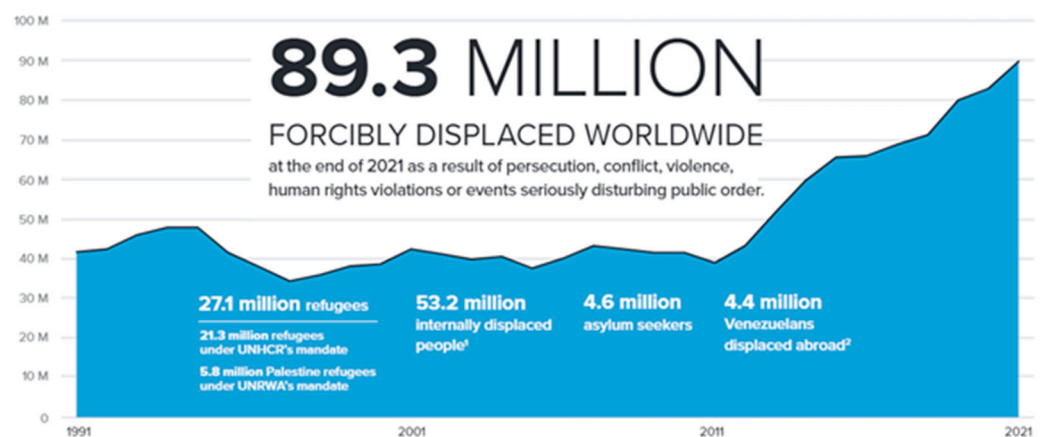 100 M
90 M
80 M
70 M
60 M
50 M
40 M
30 M
20 M
10 M
0
89.3 MILLION
FORCIBLY DISPLACED WORLDWIDE
at the end of 2021 as a result of persecution, conflict, violence,
human rights violations or events seriously disturbing public order.
27.1 million refugees
21.3 million refugees
under UNHCR's mandate
5.8 million Palestine refugees
under UNRWA's mandate
53.2 million
internally displaced
people¹
4.6 million
asylum seekers
4.4 million
Venezuelans
displaced abroad²
1991
2001
2011
2021